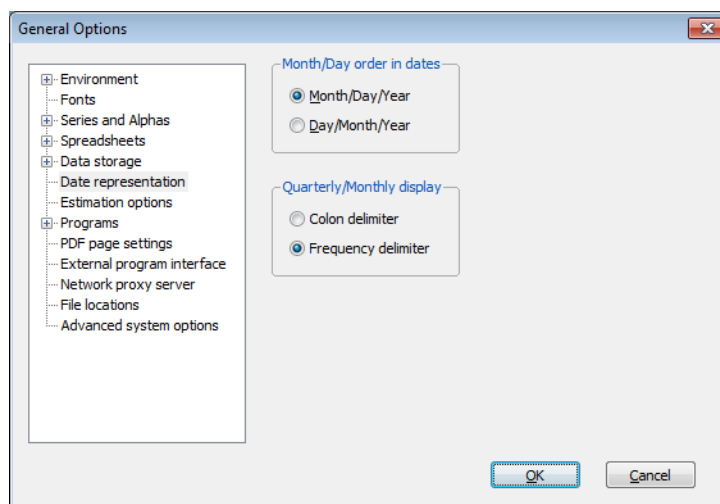 General Options
Environment
Fonts
Series and Alphas
Spreadsheets
Data storage
Date representation
Estimation options
Programs
PDF page settings
External program interface
Network proxy server
File locations
Advanced system options
Month/Day order in dates
Month/Day/Year
Day/Month/Year
Quarterly/Monthly display
Colon delimiter
Frequency delimiter
OK
Cancel